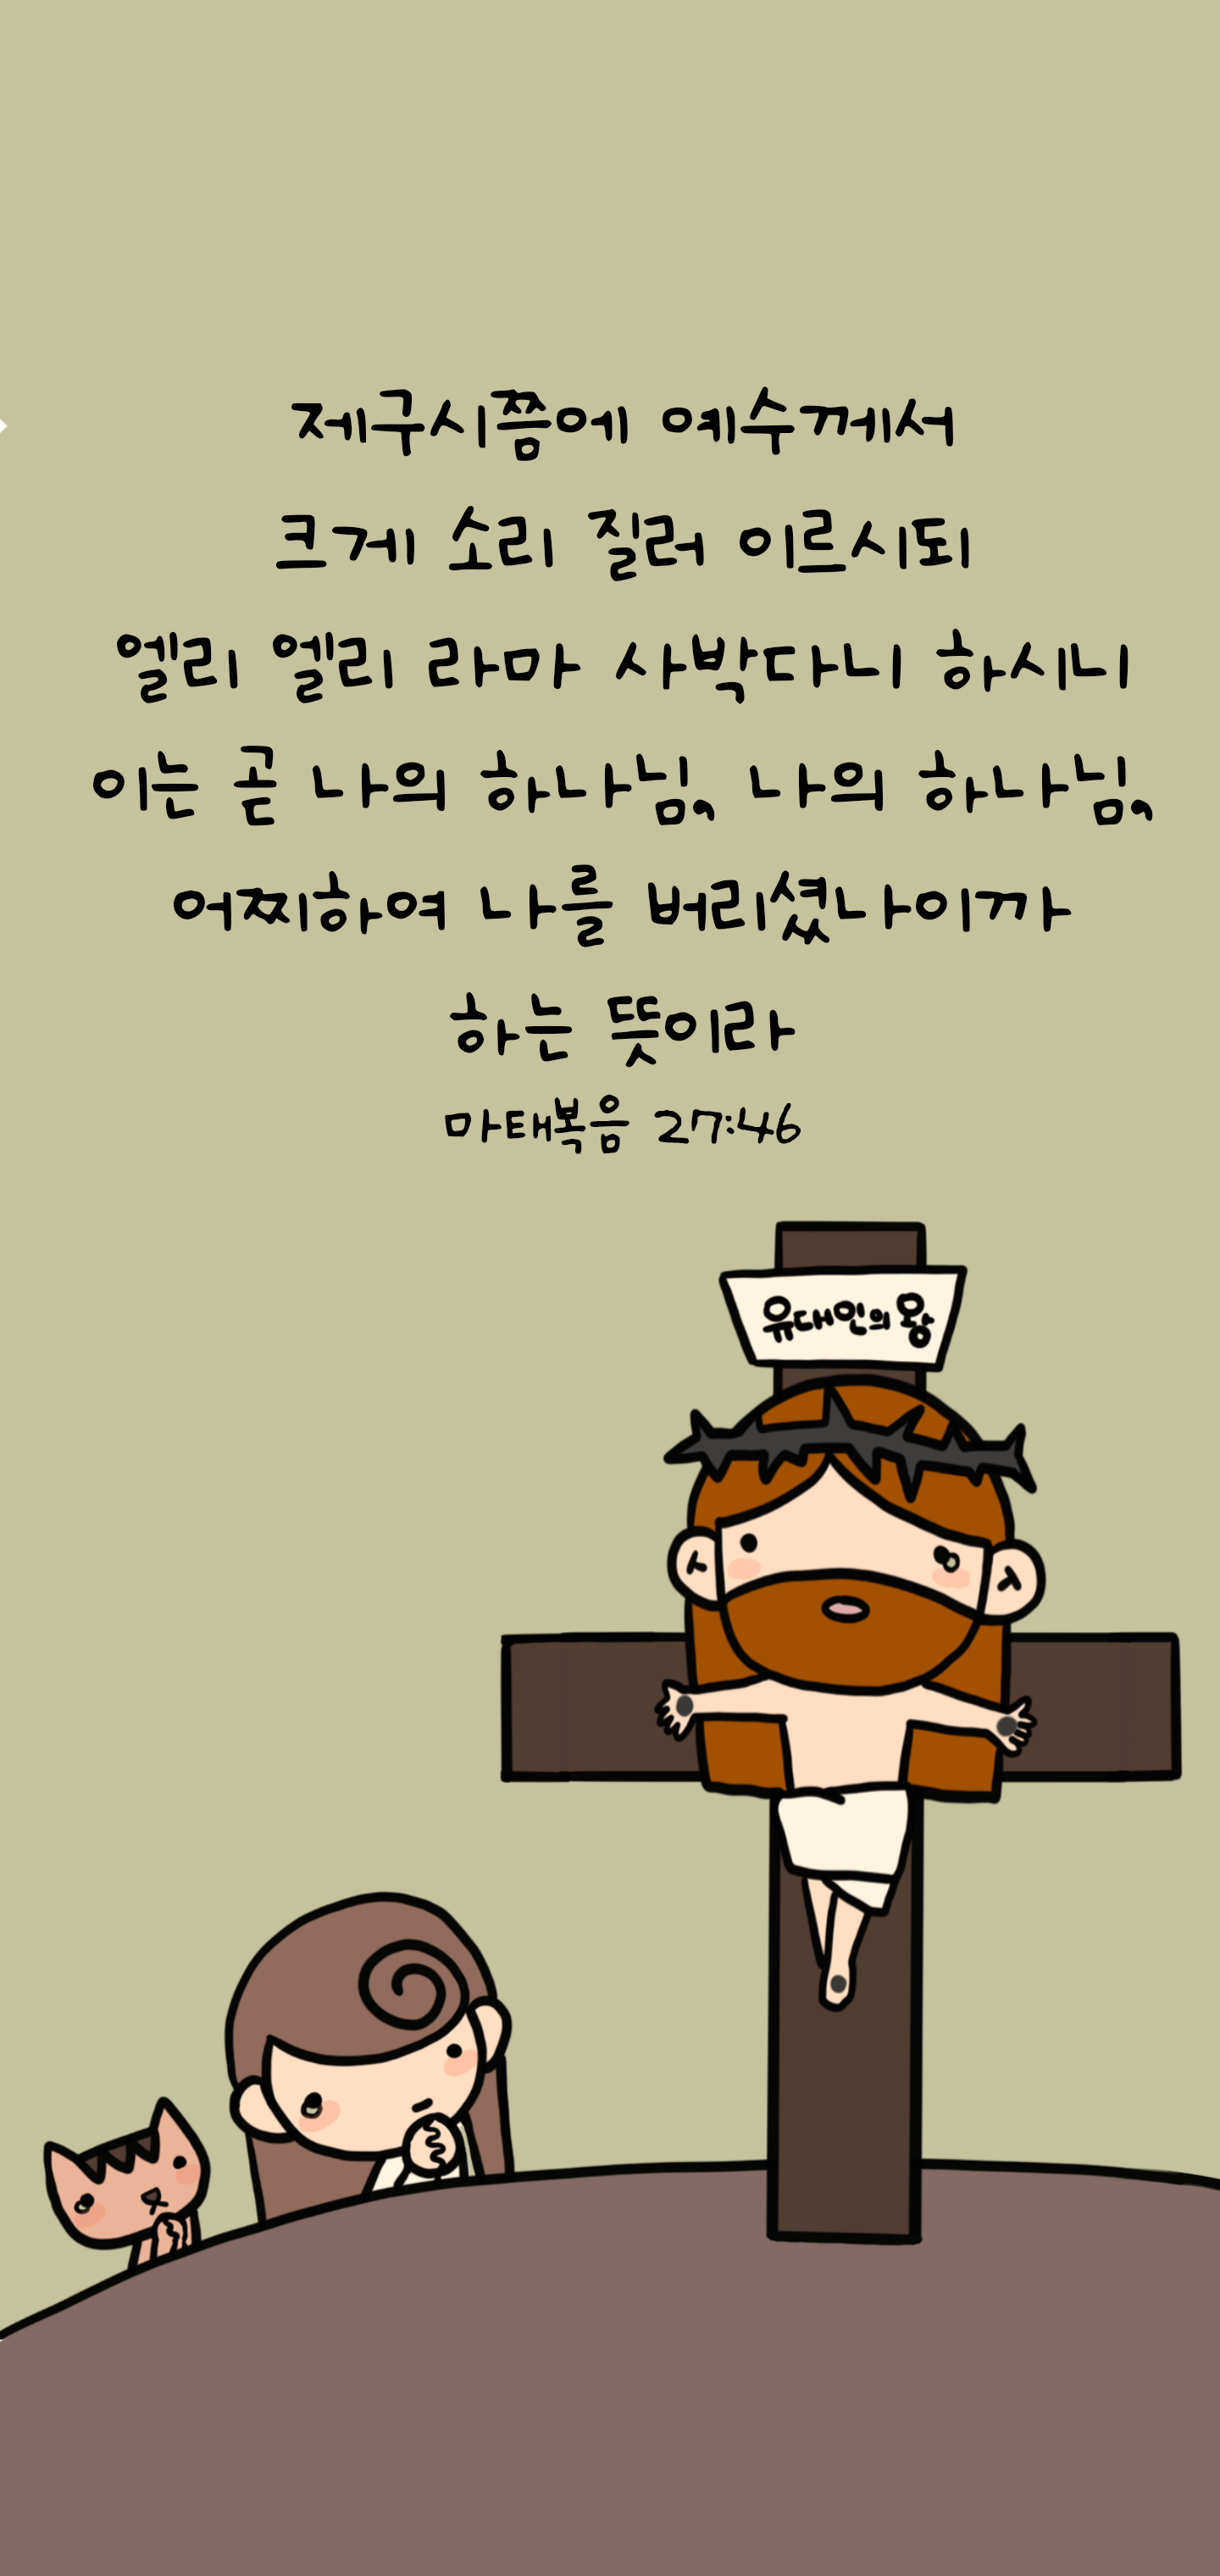 제구시쯤에 예수께서
크게 소리 질러 이르시되
엘리 엘리 라마 사박다니 하시니
이는 곧 나의 하나님, 나의 하나님,
어찌하여 나를 버리셨나이까
하는 뜻이라
마태복음 27:46
유대인의 왕